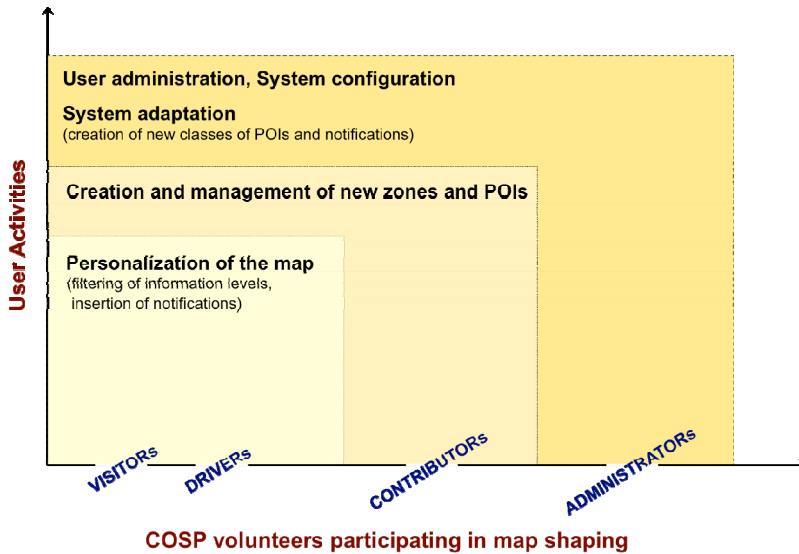 User administration, System configuration
System adaptation
(creation of new classes of POIs and notifications)
Creation and management of new zones and POIs
Personalization of the map
(filtering of information levels,
insertion of notifications)
User Activities
VISITORs
DRIVERs
CONTRIBUTORs
ADMINISTRATORs
COSP volunteers participating in map shaping